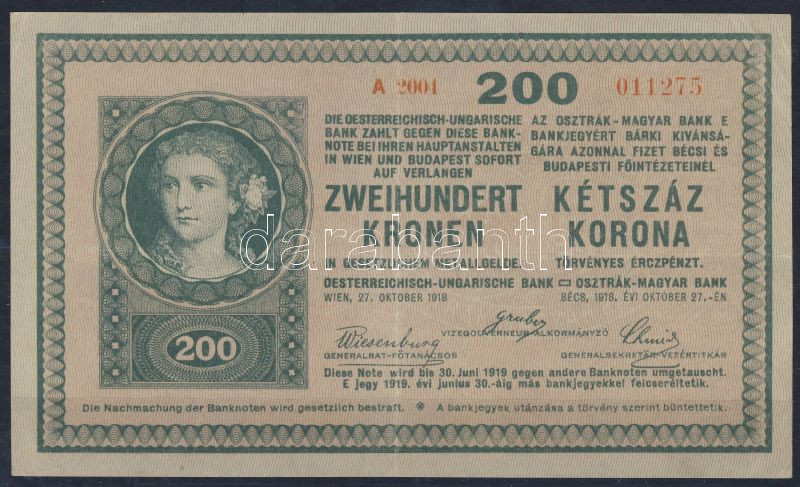 A 2001 200 011275
DIE OESTERREICHISCH-UNGARISCHE
BANK ZAHLT GEGEN DIESE BANK-
NOTE BEI IHREN HAUPTANSTALTEN
IN WIEN UND BUDAPEST SOFORT
AUF VERLANGEN
ZWEIHUNDERT
KRONEN
IN GESETZLICHEM METALLGELDE.
AZ OSZTRÁK-MAGYAR BANK E
BANKJEGYÉRT BÁRKI KIVÁNSÁ-
GÁRA AZONNAL FIZET BÉCSI ÉS
BUDAPESTI FŐINTÉZETEINÉL
KÉTSZÁZ
KORONA
TÖRVÉNYES ÉRCZPÉNZT.
darabanth
OESTERREICHISCH-UNGARISCHE BANK OSZTRÁK-MAGYAR BANK
WIEN, 27. OKTOBER 1918 BÉCS, 1918. ÉVI OKTOBER 27.-ÉN
Gruber
VIZEGOUVERNEUR-ALKORMÁNYZÓ
Wiesenburg
GENERALRAT-FŐTANÁCSOS
Schmid
GENERALSEKRETÄR-VEZÉRTITKÁR
200
Diese Note wird bis 30. Juni 1919 gegen andere Banknoten umgetauscht.
E jegy 1919. évi junius 30.-áig más bankjegyekkel felcseréltetik.
Die Nachmachung der Banknoten wird gesetzlich bestraft. A bankjegyek utánzása a törvény szerint büntettetik.